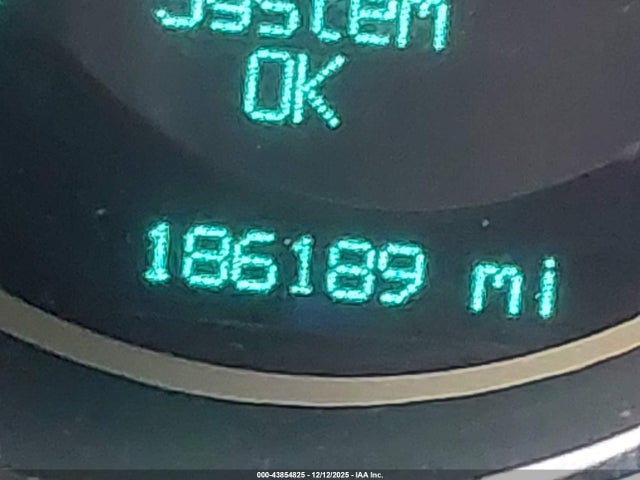 System
OK
186189 mi
000-43854825 - 12/12/2025 - IAA Inc.